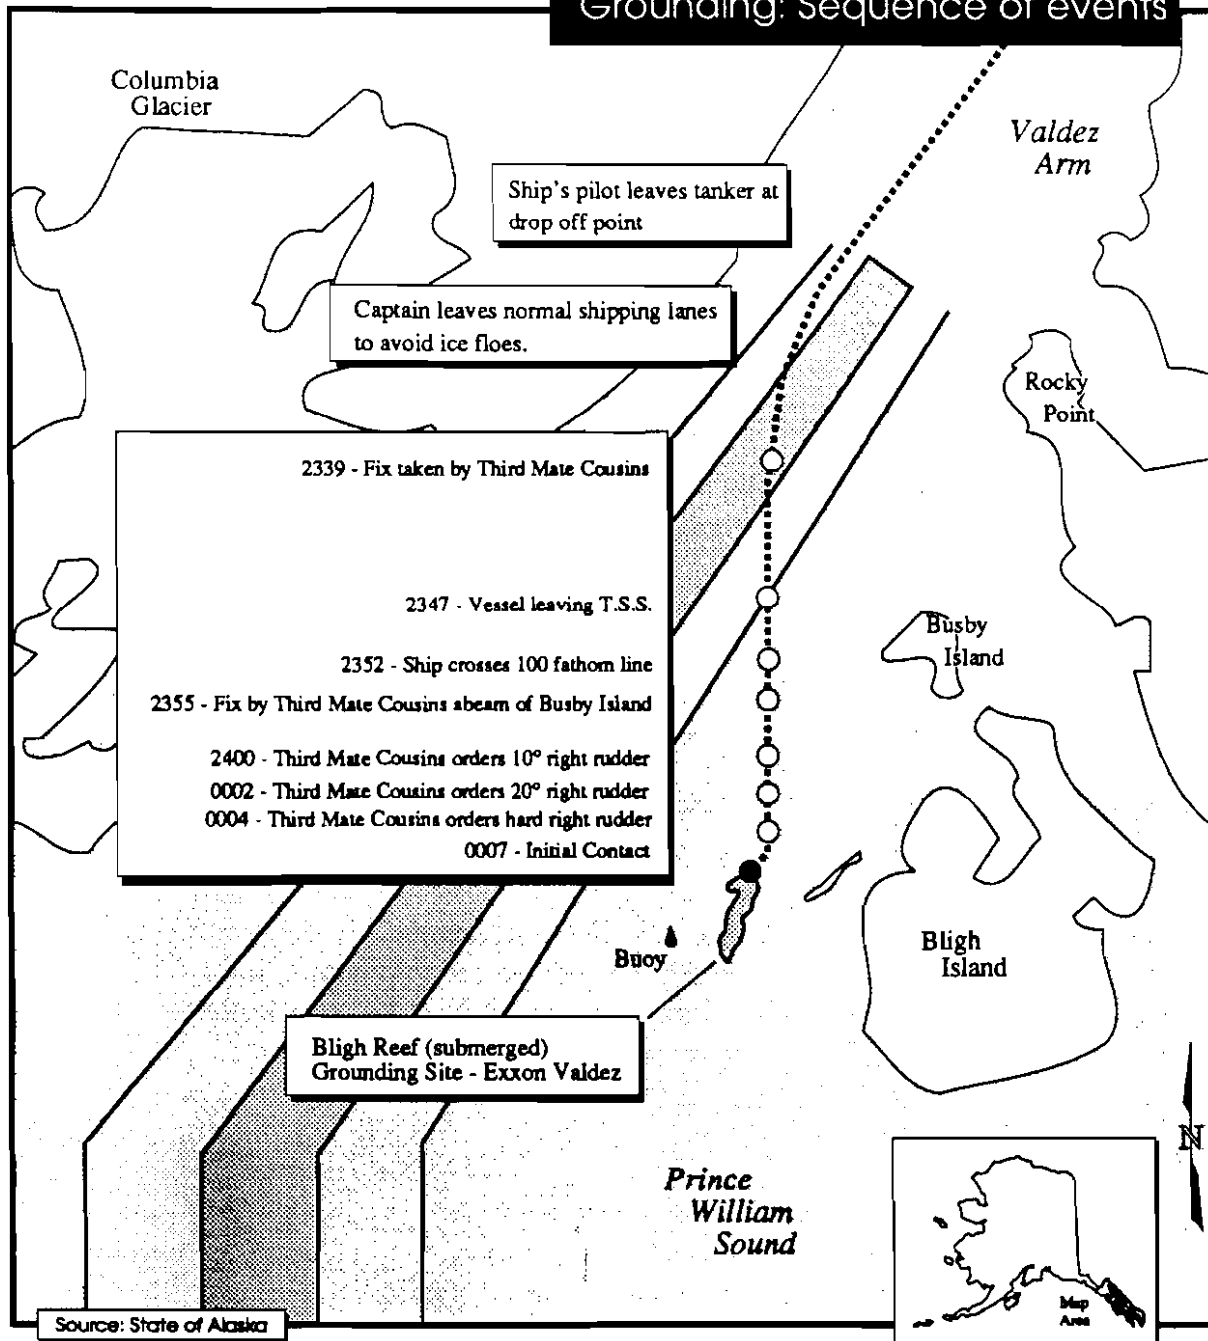 Grounding: Sequence of events
Columbia
Glacier
Valdez
Arm
Ship's pilot leaves tanker at
drop off point
Captain leaves normal shipping lanes
to avoid ice floes.
Rocky
Point
2339 - Fix taken by Third Mate Cousins
2347 - Vessel leaving T.S.S.
Busby
Island
2352 - Ship crosses 100 fathom line
2355 - Fix by Third Mate Cousins abeam of Busby Island
2400 - Third Mate Cousins orders 10° right rudder
0002 - Third Mate Cousins orders 20° right rudder
0004 - Third Mate Cousins orders hard right rudder
0007 - Initial Contact
Buoy
Bligh
Island
Bligh Reef (submerged)
Grounding Site - Exxon Valdez
N
Prince
William
Sound
Map
Area
Source: State of Alaska